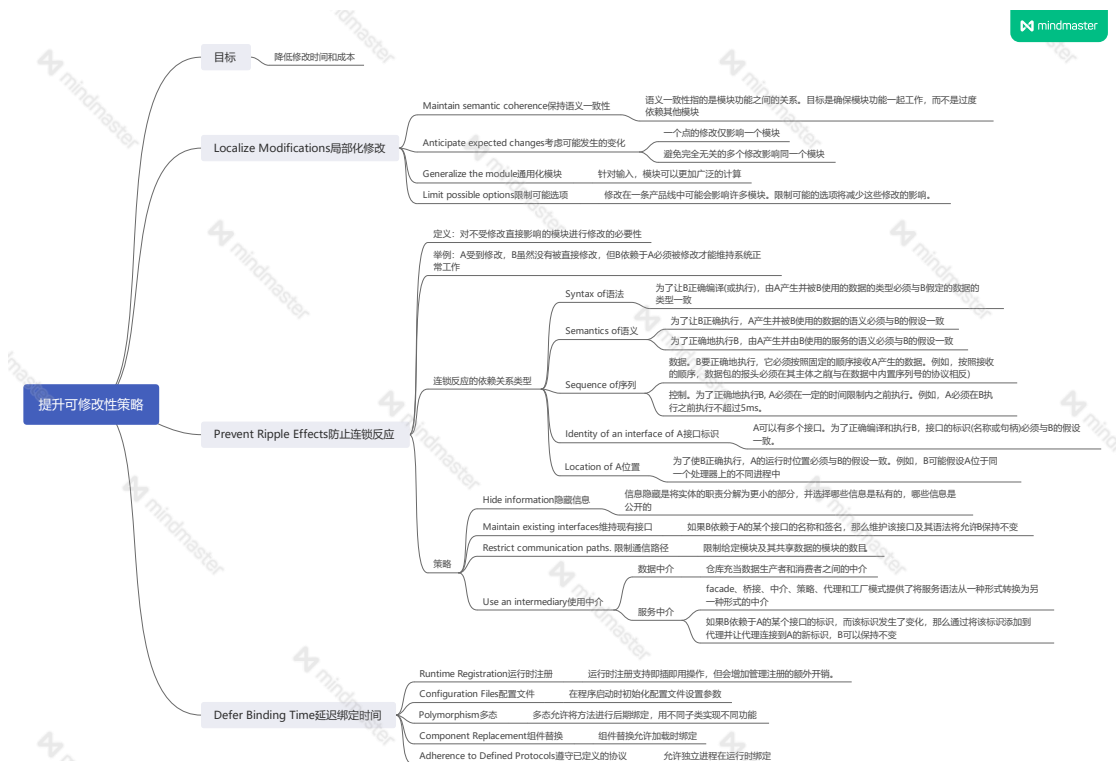 mindmaster
提升可修改性策略
目标
降低修改时间和成本
Localize Modifications局部化修改
Maintain semantic coherence保持语义一致性
语义一致性指的是模块功能之间的关系。目标是确保模块功能一起工作，而不是过度
依赖其他模块
Anticipate expected changes考虑可能发生的变化
一个点的修改仅影响一个模块
避免完全无关的多个修改影响同一个模块
Generalize the module通用化模块
针对输入，模块可以更加广泛的计算
Limit possible options限制可能选项
修改在一条产品线中可能会影响许多模块。限制可能的选项将减少这些修改的影响。
Prevent Ripple Effects防止连锁反应
定义：对不受修改直接影响的模块进行修改的必要性
举例：A受到修改，B虽然没有被直接修改，但B依赖于A必须被修改才能维持系统正
常工作
连锁反应的依赖关系类型
Syntax of语法
为了让B正确编译(或执行)，由A产生并被B使用的数据的类型必须与B假定的数据的
类型一致
Semantics of语义
为了让B正确执行，A产生并被B使用的数据的语义必须与B的假设一致
为了正确地执行B，由A产生并由B使用的服务的语义必须与B的假设一致
Sequence of序列
数据。B要正确地执行，它必须按照固定的顺序接收A产生的数据。例如，按照接收
的顺序，数据包的报头必须在其主体之前(与在数据中内置序列号的协议相反)
控制。为了正确地执行B, A必须在一定的时间限制内之前执行。例如，A必须在B执
行之前执行不超过5ms。
Identity of an interface of A接口标识
A可以有多个接口。为了正确编译和执行B，接口的标识(名称或句柄)必须与B的假设
一致。
Location of A位置
为了使B正确执行，A的运行时位置必须与B的假设一致。例如，B可能假设A位于同
一个处理器上的不同进程中
策略
Hide information隐藏信息
信息隐藏是将实体的职责分解为更小的部分，并选择哪些信息是私有的，哪些信息是
公开的
Maintain existing interfaces维持现有接口
如果B依赖于A的某个接口的名称和签名，那么维护该接口及其语法将允许B保持不变
Restrict communication paths. 限制通信路径
限制给定模块及其共享数据的模块的数目
Use an intermediary使用中介
数据中介
仓库充当数据生产者和消费者之间的中介
服务中介
facade、桥接、中介、策略、代理和工厂模式提供了将服务语法从一种形式转换为另
一种形式的中介
如果B依赖于A的某个接口的标识，而该标识发生了变化，那么通过将该标识添加到
代理并让代理连接到A的新标识，B可以保持不变
Defer Binding Time延迟绑定时间
Runtime Registration运行时注册
运行时注册支持即插即用操作，但会增加管理注册的额外开销。
Configuration Files配置文件
在程序启动时初始化配置文件设置参数
Polymorphism多态
多态允许将方法进行后期绑定，用不同子类实现不同功能
Component Replacement组件替换
组件替换允许加载时绑定
Adherence to Defined Protocols遵守已定义的协议
允许独立进程在运行时绑定